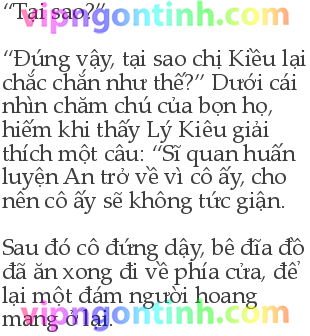 vipngontinh.com
“Tại sao?”
“Đúng vậy, tại sao chị Kiều lại
chắc chắn như thế?” Dưới cái
nhìn chăm chú của bọn họ,
hiếm khi thấy Lý Kiêu giải
thích một câu: “Sĩ quan huấn
luyện An trở về vì cô ấy, cho
nên cô ấy sẽ không tức giận.
Sau đó cô đứng dậy, bê đĩa đồ
đã ăn xong đi về phía cửa, để
lại một đám người hoang
mang ở lại.
vipngontinh.com